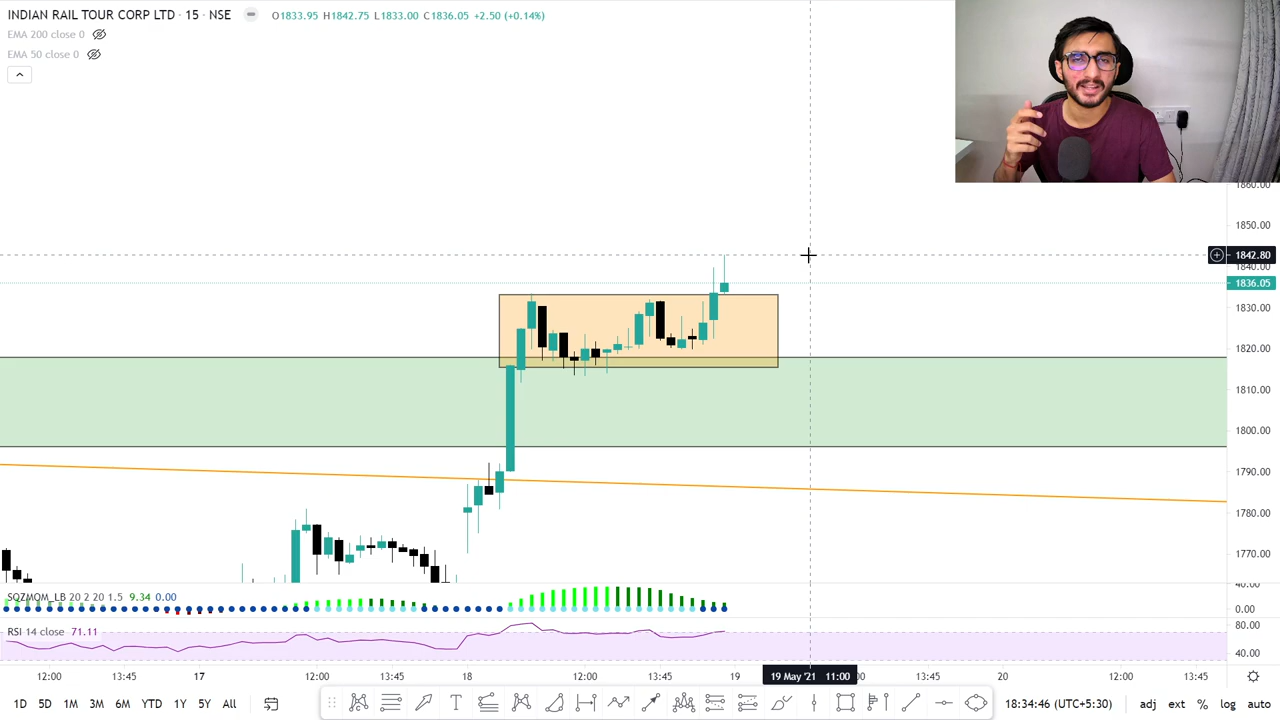 INDIAN RAIL TOUR CORP LTD · 15 · NSE O1833.95 H1842.75 L1833.00 C1836.05 +2.50 (+0.14%)
EMA 200 close 0
EMA 50 close 0
1860.00
1850.00
1842.80
1840.00
1836.05
1830.00
1820.00
1810.00
1800.00
1790.00
1780.00
1770.00
40.00
SQZMOM_LB 20 2 20 1.5 9.34 0.00
0.00
RSI 14 close 71.11
80.00
40.00
12:00 13:45 17 12:00 13:45 18 12:00 13:45 19 19 May '21 11:00 :00 13:45 20 12:00 13:45
1D 5D 1M 3M 6M YTD 1Y 5Y All T 18:34:46 (UTC+5:30) adj ext % log auto